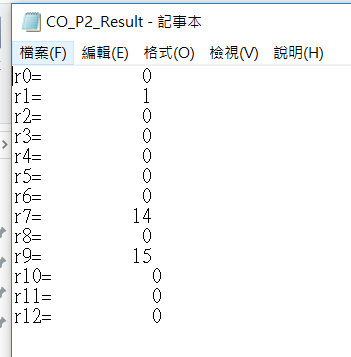 CO_P2_Result - 記事本
檔案(F) 編輯(E) 格式(O) 檢視(V) 說明(H)
r0= 0
r1= 1
r2= 0
r3= 0
r4= 0
r5= 0
r6= 0
r7= 14
r8= 0
r9= 15
r10= 0
r11= 0
r12= 0